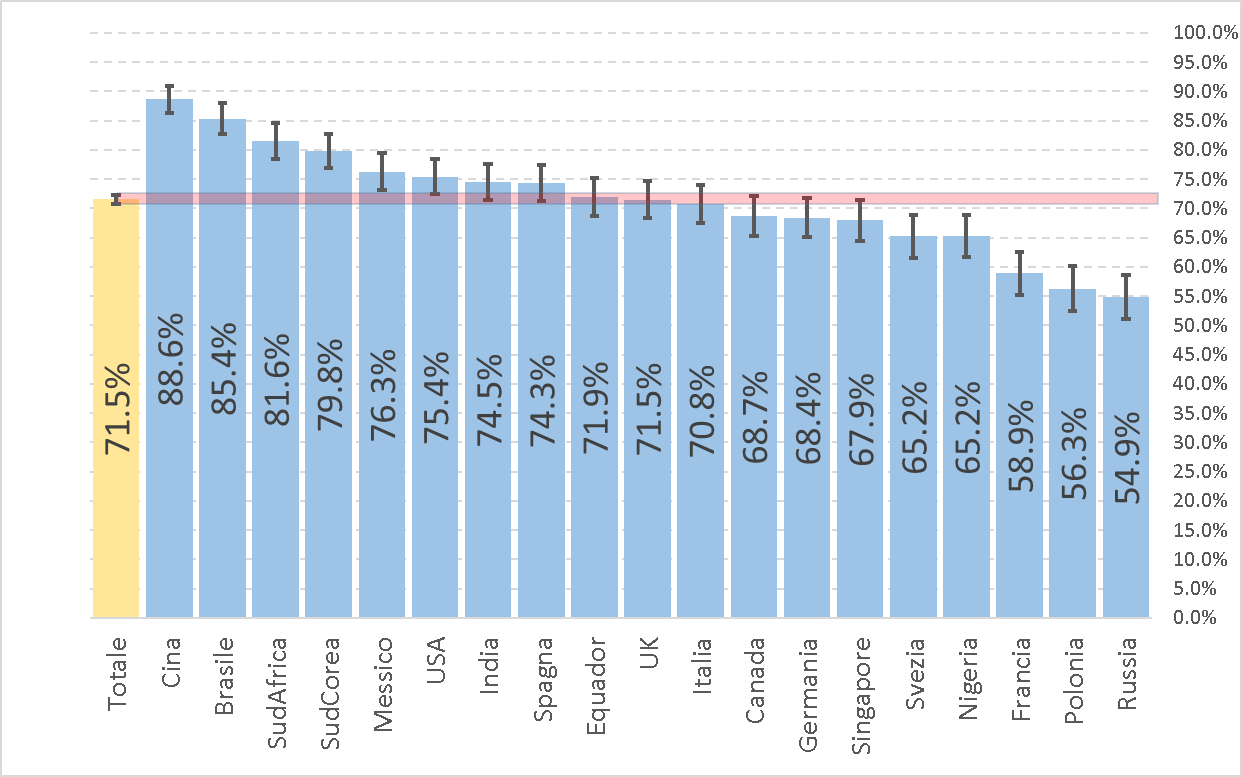 100.0%
95.0%
90.0%
85.0%
80.0%
75.0%
70.0%
65.0%
60.0%
55.0%
50.0%
45.0%
40.0%
35.0%
30.0%
25.0%
20.0%
15.0%
10.0%
5.0%
0.0%
71.5%
88.6%
85.4%
81.6%
79.8%
76.3%
75.4%
74.5%
74.3%
71.9%
71.5%
70.8%
68.7%
68.4%
67.9%
65.2%
65.2%
58.9%
56.3%
54.9%
Totale
Cina
Brasile
SudAfrica
SudCorea
Messico
USA
India
Spagna
Equador
UK
Italia
Canada
Germania
Singapore
Svezia
Nigeria
Francia
Polonia
Russia